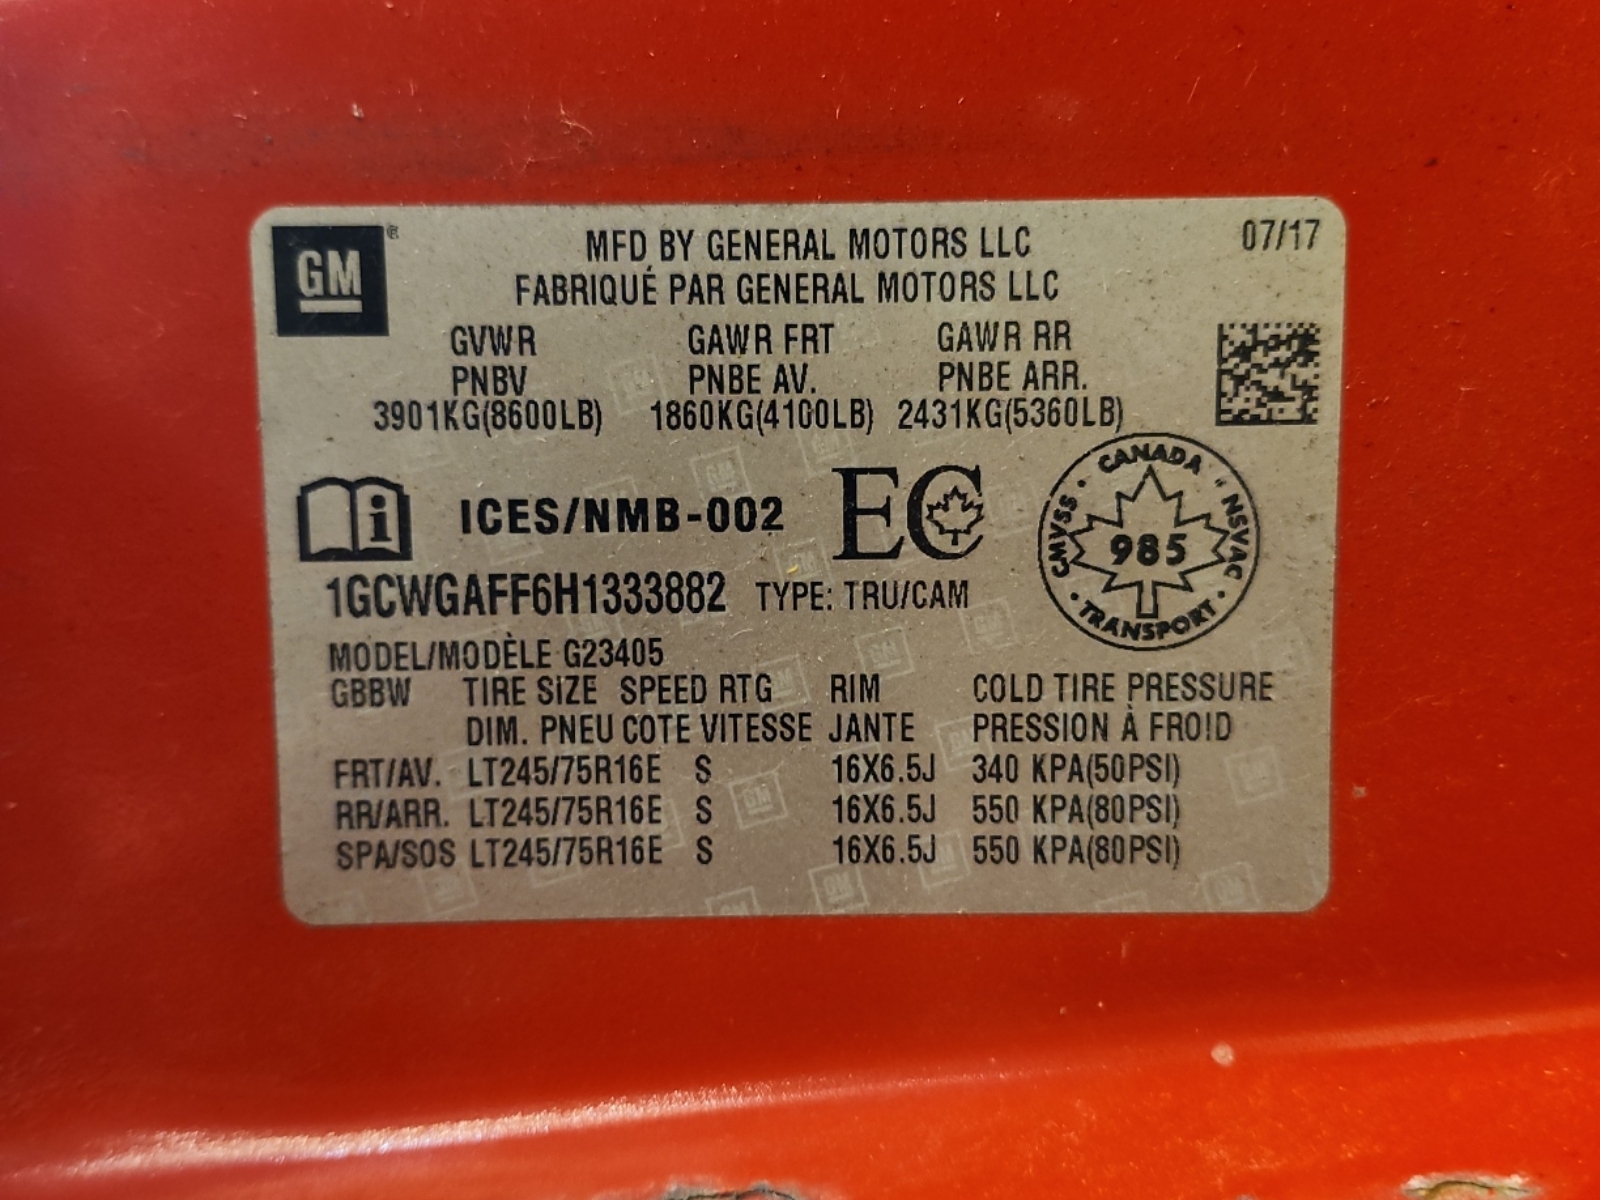 GM®
07/17
MFD BY GENERAL MOTORS LLC
FABRIQUÉ PAR GENERAL MOTORS LLC
GVWR GAWR FRT GAWR RR
PNBV PNBE AV. PNBE ARR.
3901KG(8600LB) 1860KG(4100LB) 2431KG(5360LB)
i ICES/NMB-002 EC
CANADA
CMVSS · 985 · NSVAC
TRANSPORT
1GCWGAFF6H1333882 TYPE: TRU/CAM
MODEL/MODÈLE G23405
GBBW TIRE SIZE SPEED RTG RIM COLD TIRE PRESSURE
DIM. PNEU COTE VITESSE JANTE PRESSION À FROID
FRT/AV. LT245/75R16E S 16X6.5J 340 KPA(50PSI)
RR/ARR. LT245/75R16E S 16X6.5J 550 KPA(80PSI)
SPA/SOS LT245/75R16E S 16X6.5J 550 KPA(80PSI)